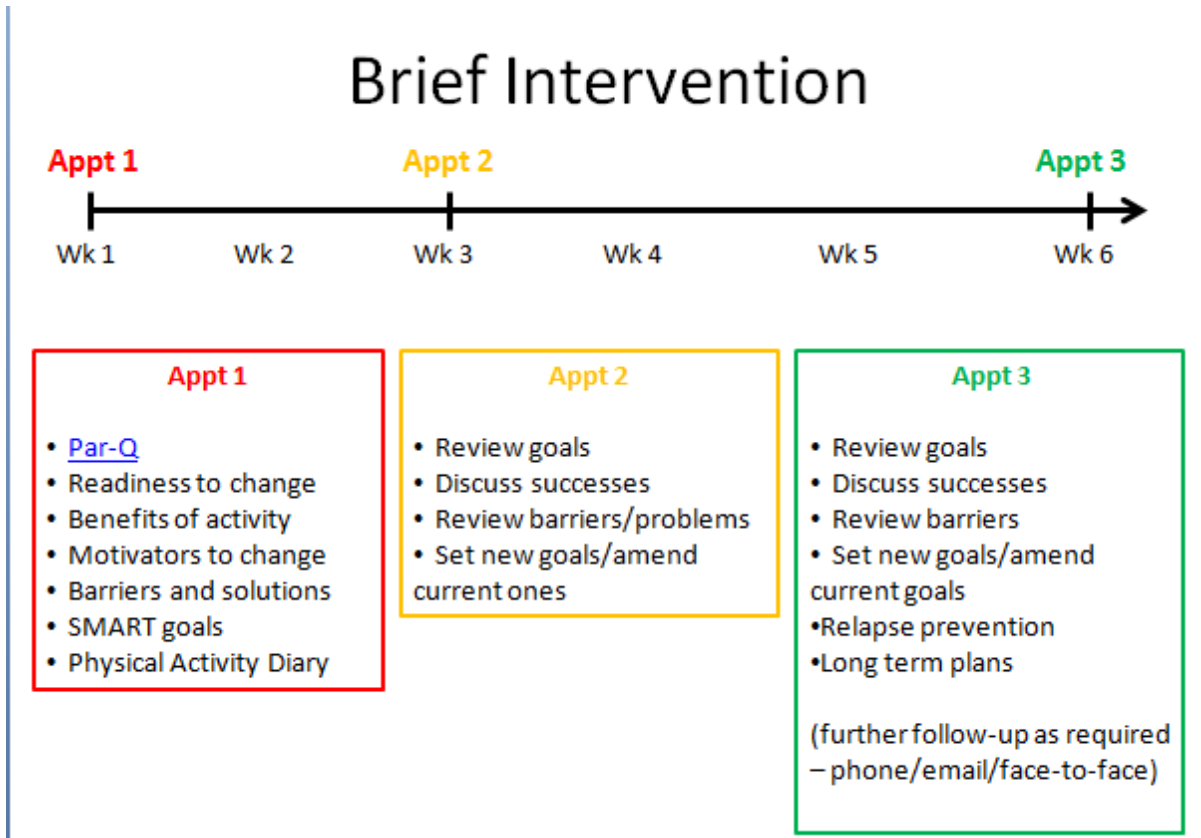 Brief Intervention
Appt 1
Appt 2
Appt 3
Wk 1
Wk 2
Wk 3
Wk 4
Wk 5
Wk 6
Appt 1
• Par-Q
• Readiness to change
• Benefits of activity
• Motivators to change
• Barriers and solutions
• SMART goals
• Physical Activity Diary
Appt 2
• Review goals
• Discuss successes
• Review barriers/problems
• Set new goals/amend
current ones
Appt 3
• Review goals
• Discuss successes
• Review barriers
• Set new goals/amend
current goals
•Relapse prevention
•Long term plans
(further follow-up as required
– phone/email/face-to-face)